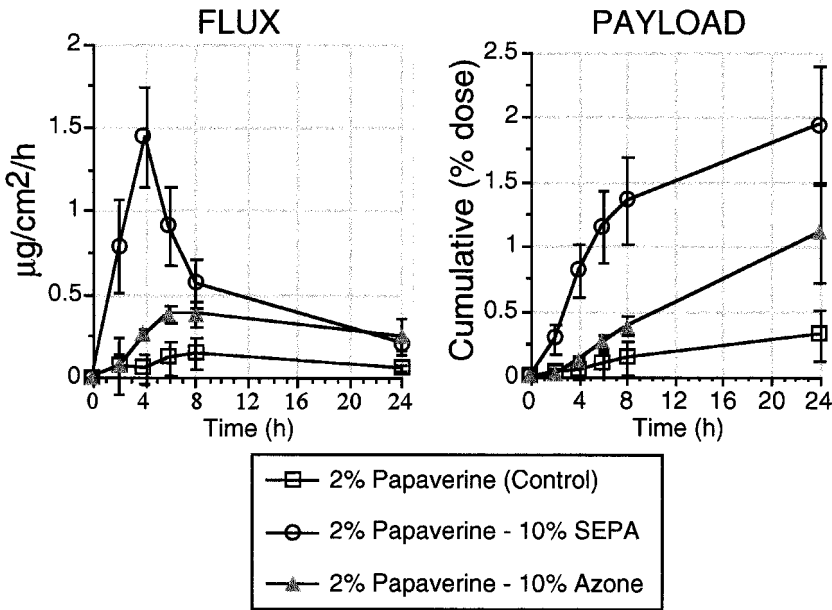 FLUX
µg/cm2/h
2
1.5
1
0.5
0
0 4 8 12 16 20 24
Time (h)
PAYLOAD
Cumulative (% dose)
2.5
2
1.5
1
0.5
0
0 4 8 12 16 20 24
Time (h)
2% Papaverine (Control)
2% Papaverine - 10% SEPA
2% Papaverine - 10% Azone